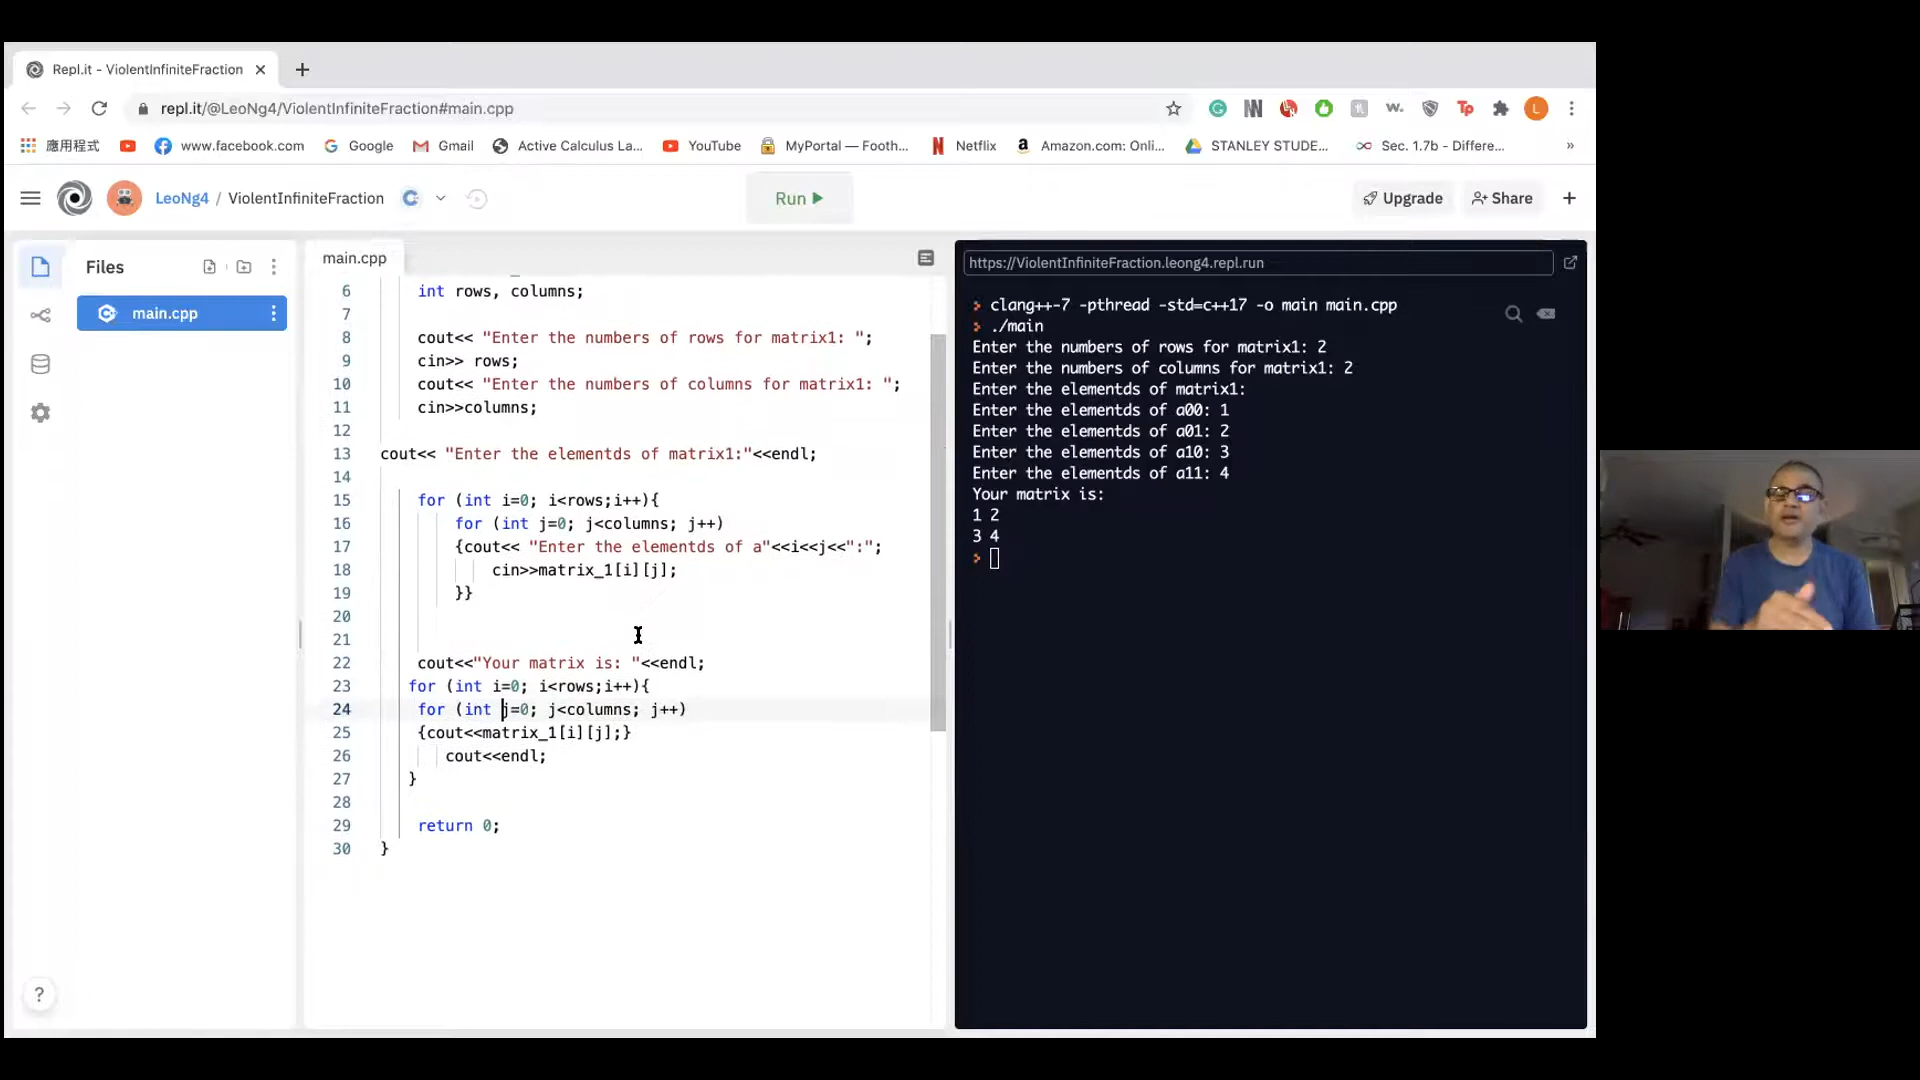 Repl.it - ViolentInfiniteFraction
repl.it/@LeoNg4/ViolentInfiniteFraction#main.cpp
N
w.
Tp
L
應用程式
www.facebook.com
Google
Gmail
Active Calculus La...
YouTube
MyPortal — Footh...
Netflix
Amazon.com: Onli...
STANLEY STUDE...
Sec. 1.7b - Differe...
»
LeoNg4 / ViolentInfiniteFraction
Run
Upgrade
Share
Files
main.cpp
main.cpp
6 int rows, columns;
7
8 cout<< "Enter the numbers of rows for matrix1: ";
9 cin>> rows;
10 cout<< "Enter the numbers of columns for matrix1: ";
11 cin>>columns;
12
13 cout<< "Enter the elementds of matrix1:"<<endl;
14
15 for (int i=0; i<rows;i++){
16 for (int j=0; j<columns; j++)
17 {cout<< "Enter the elementds of a"<<i<<j<<":";
18 cin>>matrix_1[i][j];
19 }}
20
21
22 cout<<"Your matrix is: "<<endl;
23 for (int i=0; i<rows;i++){
24 for (int j=0; j<columns; j++)
25 {cout<<matrix_1[i][j];}
26 cout<<endl;
27 }
28
29 return 0;
30 }
https://ViolentInfiniteFraction.leong4.repl.run
clang++-7 -pthread -std=c++17 -o main main.cpp
./main
Enter the numbers of rows for matrix1: 2
Enter the numbers of columns for matrix1: 2
Enter the elementds of matrix1:
Enter the elementds of a00: 1
Enter the elementds of a01: 2
Enter the elementds of a10: 3
Enter the elementds of a11: 4
Your matrix is:
1 2
3 4
?